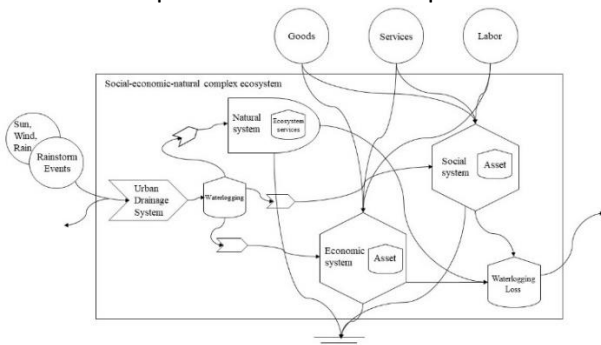 Goods
Services
Labor
Social-economic-natural complex ecosystem
Sun,
Wind,
Rain
Rainstorm
Events
Natural
system
Ecosystem
services
Urban
Drainage
System
Waterlogging
Social
system
Asset
Economic
system
Asset
Waterlogging
Loss